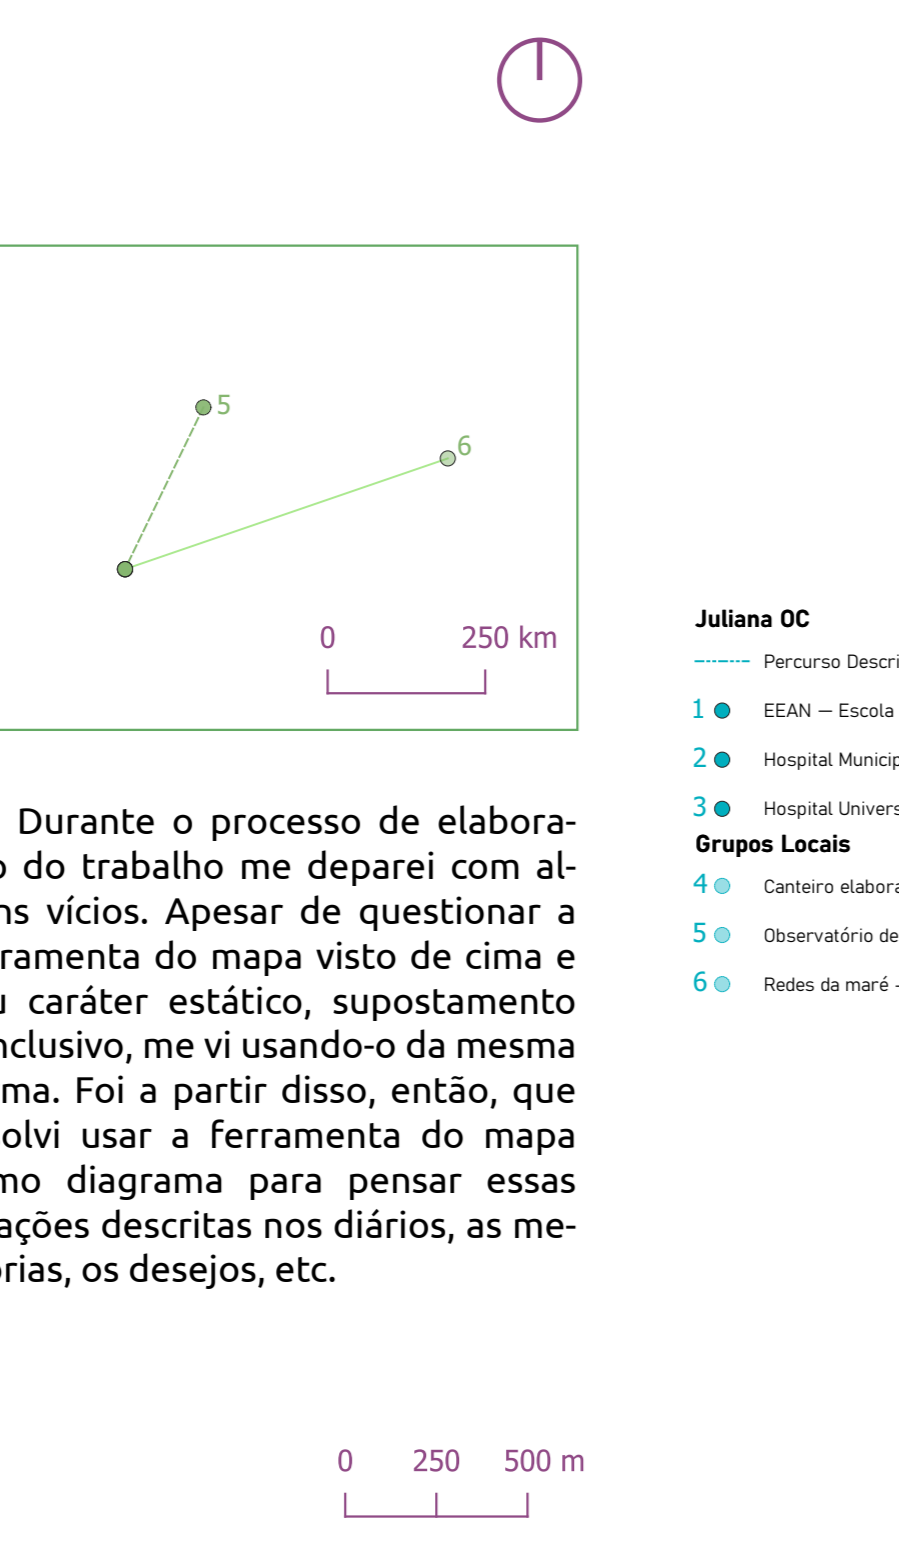 5
6
0 250 km
Durante o processo de elabora-
o do trabalho me deparei com al-
ns vícios. Apesar de questionar a
ramenta do mapa visto de cima e
u caráter estático, supostamento
nclusivo, me vi usando-o da mesma
ma. Foi a partir disso, então, que
olvi usar a ferramenta do mapa
mo diagrama para pensar essas
ações descritas nos diários, as me-
órias, os desejos, etc.
0 250 500 m
Juliana OC
Percurso Descri
1 EEAN — Escola
2 Hospital Municip
3 Hospital Univers
Grupos Locais
4 Canteiro elabora
5 Observatório de
6 Redes da maré -